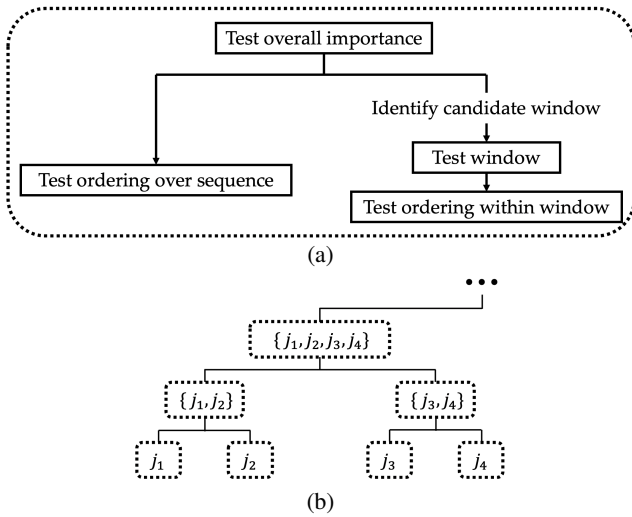 Test overall importance
Identify candidate window
Test window
Test ordering over sequence
Test ordering within window
(a)
•••
{j₁, j₂, j₃, j₄}
{j₁, j₂} {j₃, j₄}
j₁ j₂ j₃ j₄
(b)